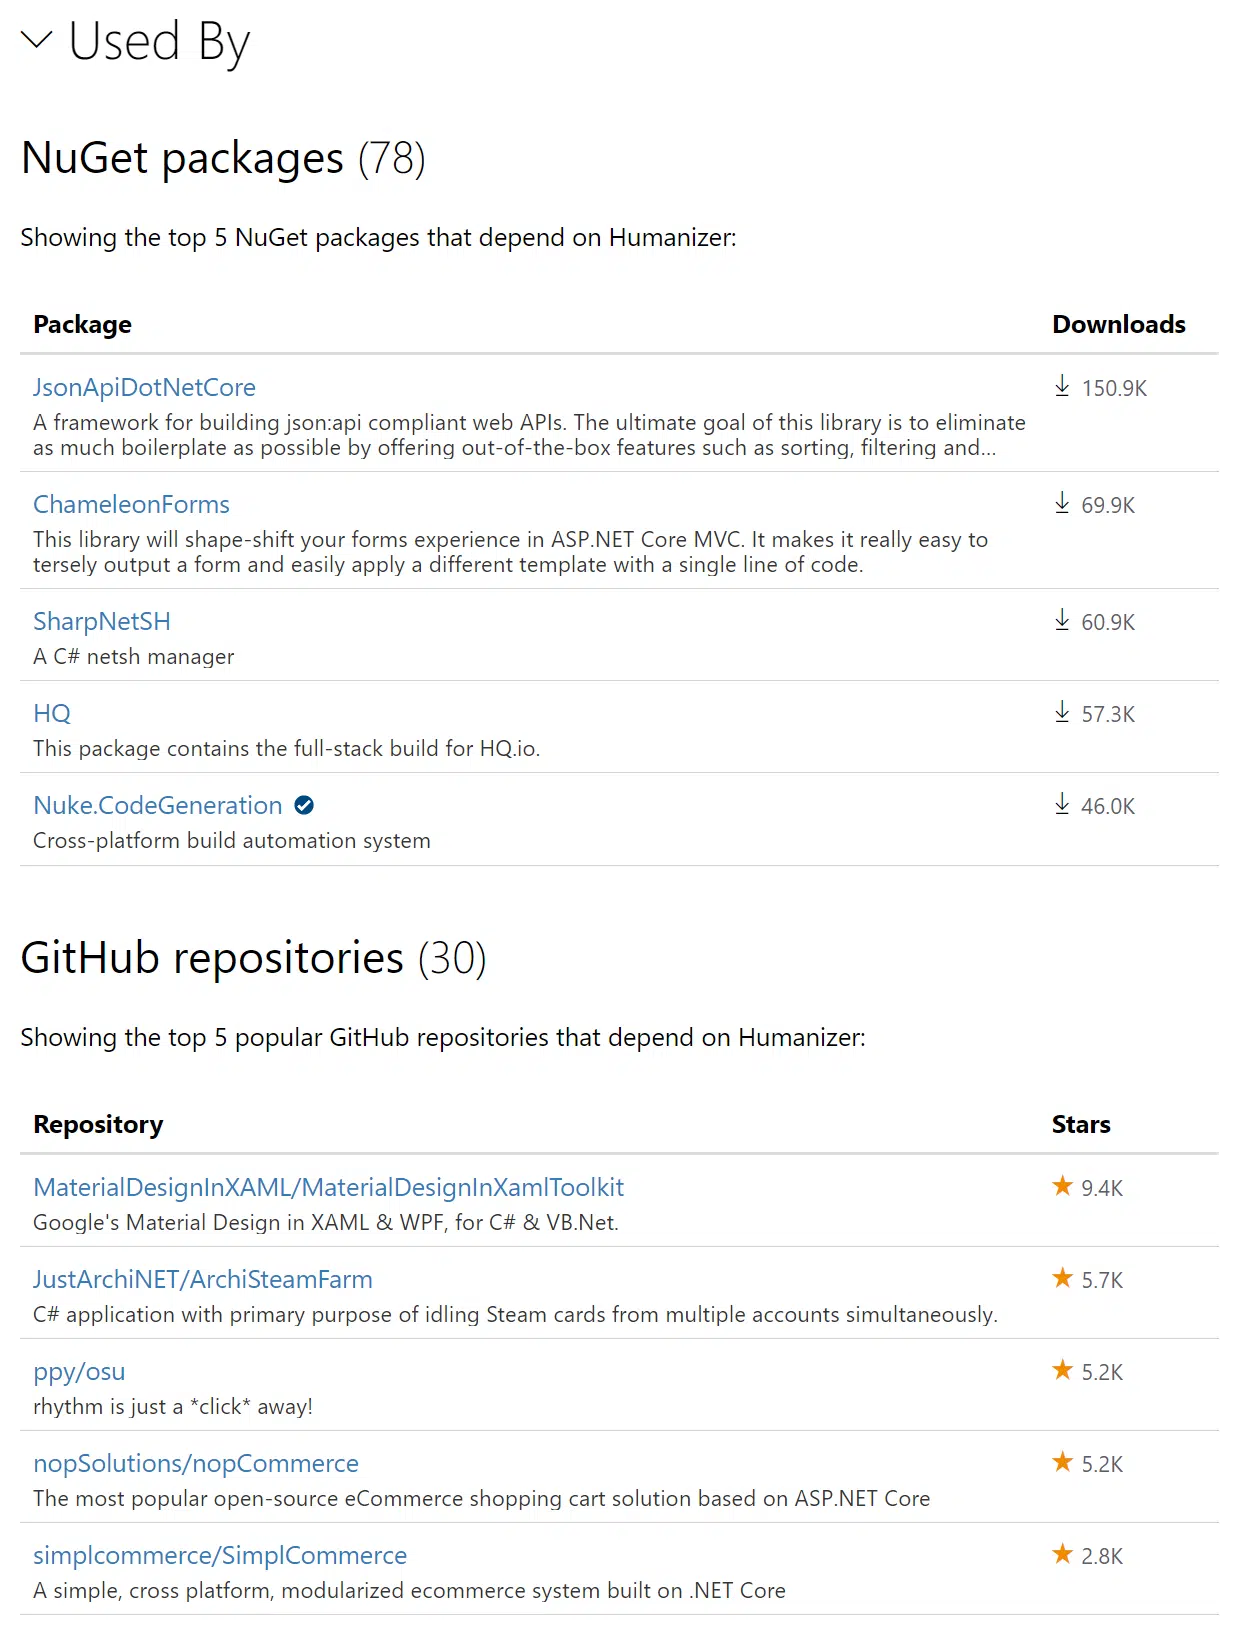 Used By
NuGet packages (78)
Showing the top 5 NuGet packages that depend on Humanizer:
Package Downloads
JsonApiDotNetCore 150.9K
A framework for building json:api compliant web APIs. The ultimate goal of this library is to eliminate
as much boilerplate as possible by offering out-of-the-box features such as sorting, filtering and...
ChameleonForms 69.9K
This library will shape-shift your forms experience in ASP.NET Core MVC. It makes it really easy to
tersely output a form and easily apply a different template with a single line of code.
SharpNetSH 60.9K
A C# netsh manager
HQ 57.3K
This package contains the full-stack build for HQ.io.
Nuke.CodeGeneration 46.0K
Cross-platform build automation system
GitHub repositories (30)
Showing the top 5 popular GitHub repositories that depend on Humanizer:
Repository Stars
MaterialDesignInXAML/MaterialDesignInXamlToolkit 9.4K
Google's Material Design in XAML & WPF, for C# & VB.Net.
JustArchiNET/ArchiSteamFarm 5.7K
C# application with primary purpose of idling Steam cards from multiple accounts simultaneously.
ppy/osu 5.2K
rhythm is just a *click* away!
nopSolutions/nopCommerce 5.2K
The most popular open-source eCommerce shopping cart solution based on ASP.NET Core
simplcommerce/SimplCommerce 2.8K
A simple, cross platform, modularized ecommerce system built on .NET Core